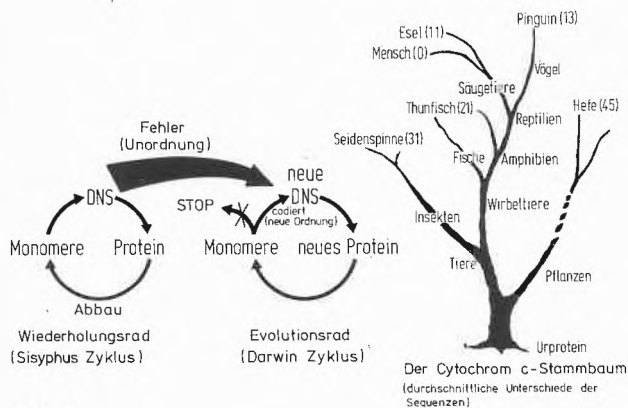 Fehler
(Unordnung)
DNS
Monomere
Protein
Abbau
Wiederholungsrad
(Sisyphus Zyklus)
neue
DNS
STOP
codiert
(neue Ordnung)
Monomere
neues Protein
Evolutionsrad
(Darwin Zyklus)
Pinguin (13)
Esel (11)
Mensch (0)
Vögel
Säugetiere
Thunfisch (21)
Hefe (45)
Reptilien
Seidenspinne (31)
Fische
Amphibien
Wirbeltiere
Insekten
Tiere
Pflanzen
Urprotein
Der Cytochrom c-Stammbaum
(durchschnittliche Unterschiede der
Sequenzen)